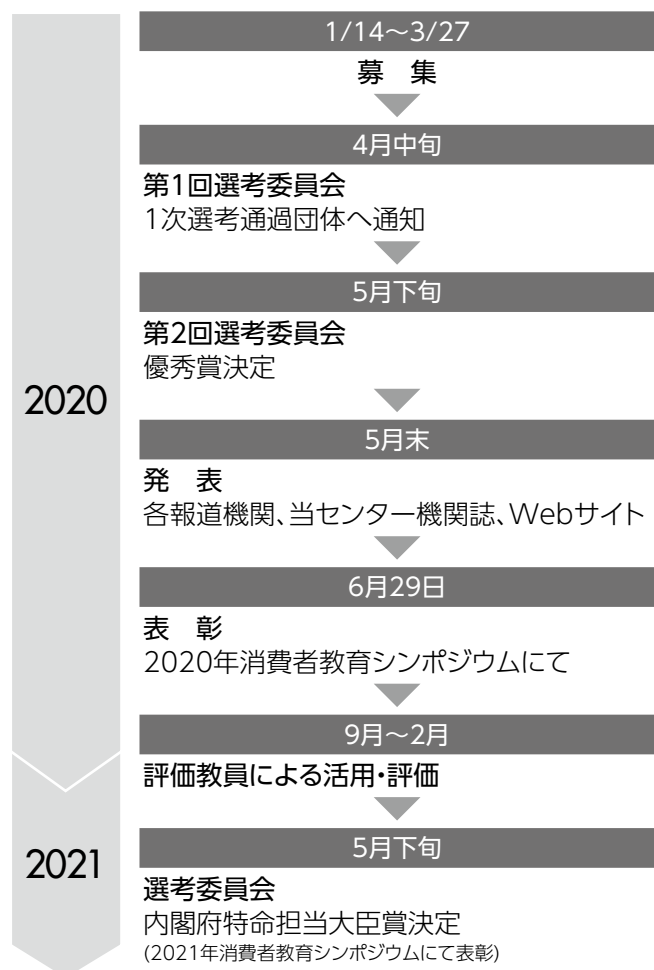 1/14～3/27
募　集
4月中旬
第1回選考委員会
1次選考通過団体へ通知
5月下旬
第2回選考委員会
優秀賞決定
2020
5月末
発　表
各報道機関、当センター機関誌、Webサイト
6月29日
表　彰
2020年消費者教育シンポジウムにて
9月～2月
評価教員による活用・評価
2021
5月下旬
選考委員会
内閣府特命担当大臣賞決定
(2021年消費者教育シンポジウムにて表彰)